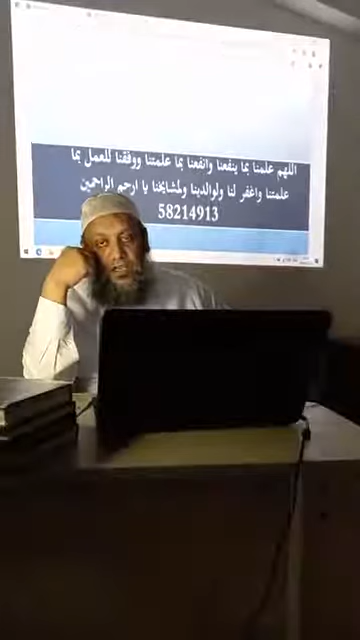 اللهم علمنا بما ينفعنا وانفعنا بما علمتنا ووفقنا للعمل بما
علمتنا واغفر لنا ولوالدينا ولمشايخنا يا ارحم الراحمين
58214913